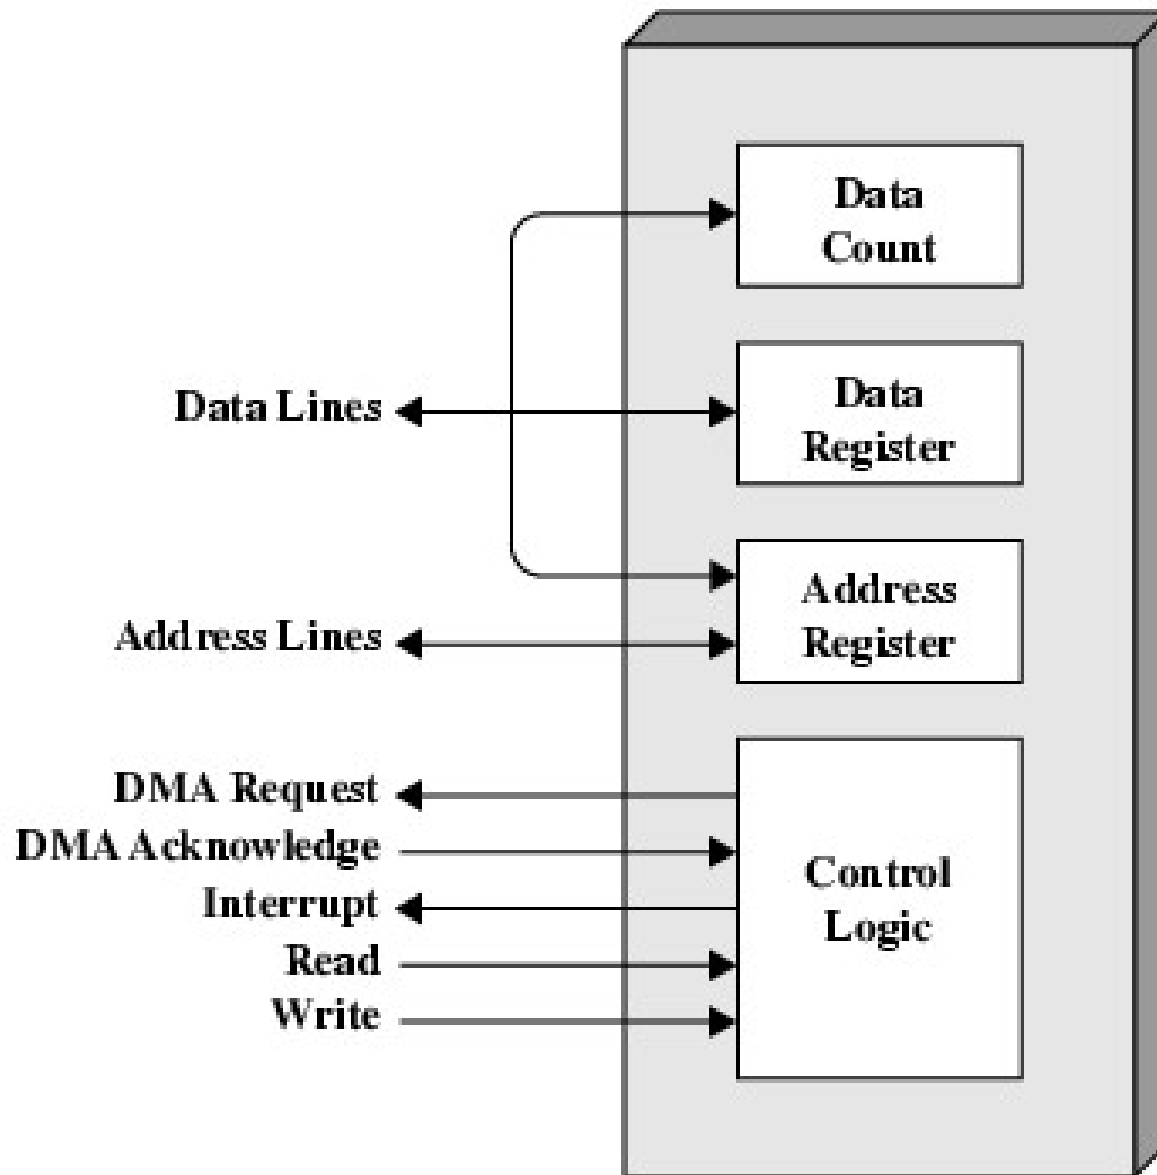 Data
Count
Data Lines
Data
Register
Address
Register
Address Lines
DMA Request
DMA Acknowledge
Interrupt
Read
Write
Control
Logic